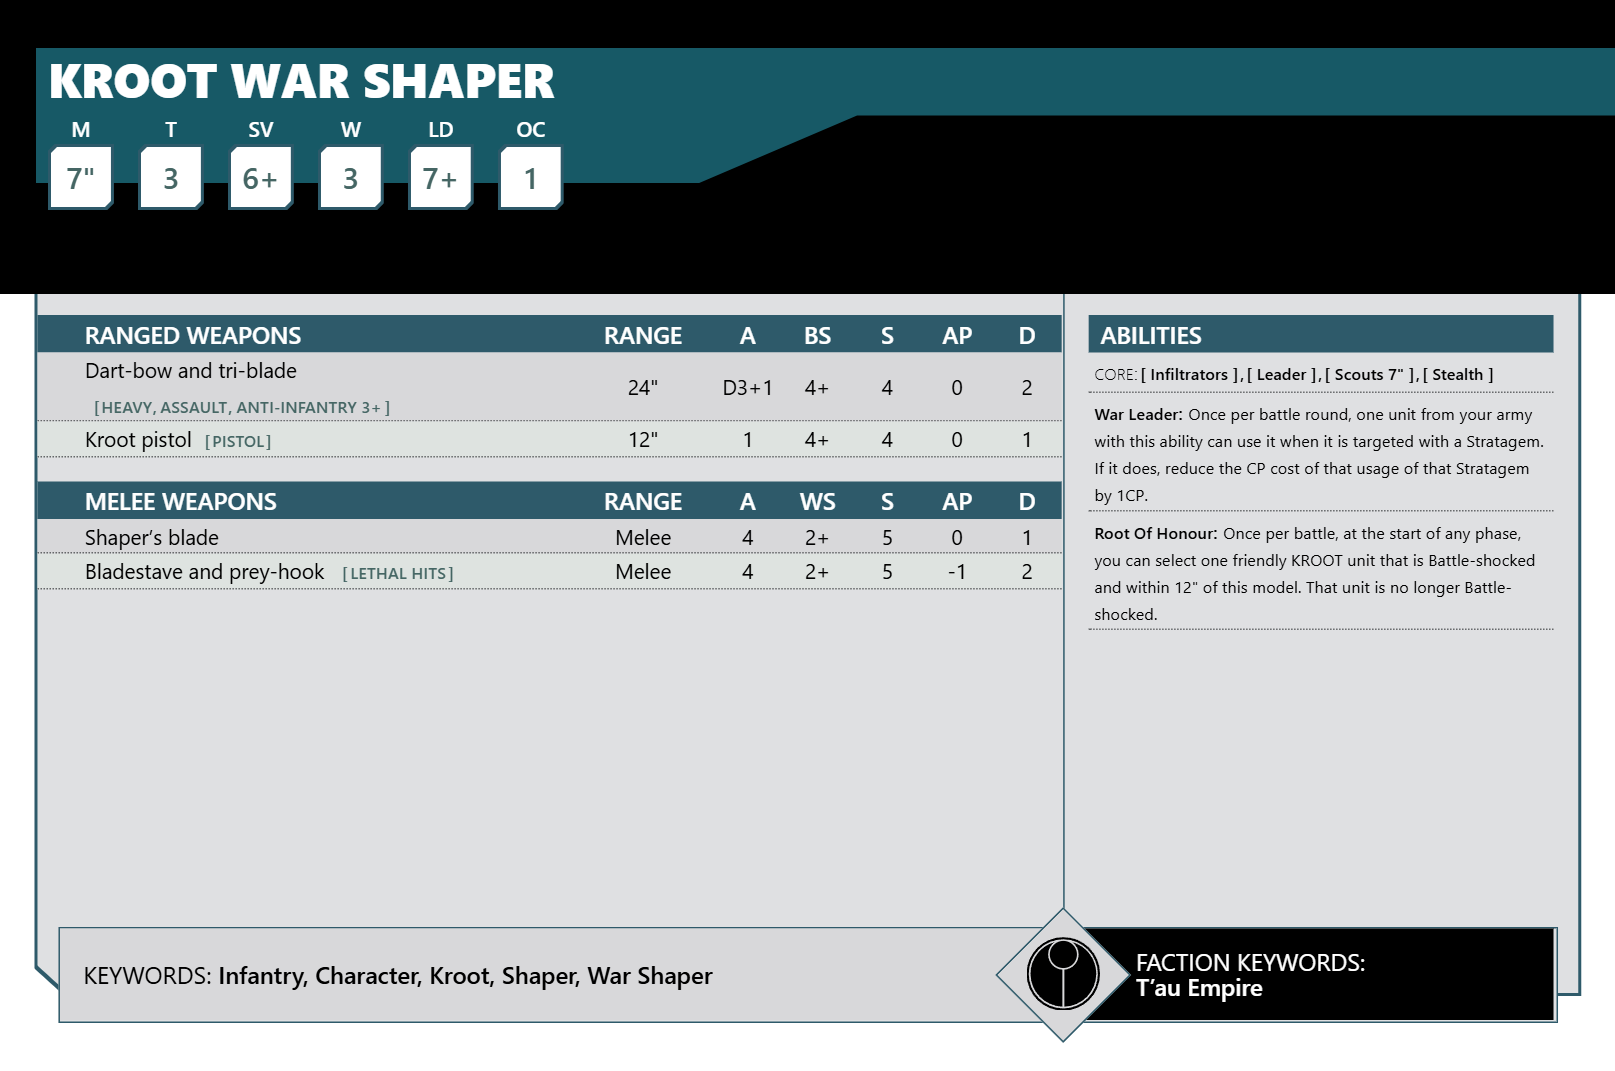 KROOT WAR SHAPER
M T SV W LD OC
7" 3 6+ 3 7+ 1
RANGED WEAPONS RANGE A BS S AP D
Dart-bow and tri-blade 24" D3+1 4+ 4 0 2
[HEAVY, ASSAULT, ANTI-INFANTRY 3+]
Kroot pistol [PISTOL] 12" 1 4+ 4 0 1
MELEE WEAPONS RANGE A WS S AP D
Shaper’s blade Melee 4 2+ 5 0 1
Bladestave and prey-hook [LETHAL HITS] Melee 4 2+ 5 -1 2
ABILITIES
CORE: [ Infiltrators ], [ Leader ], [ Scouts 7" ], [ Stealth ]
War Leader: Once per battle round, one unit from your army
with this ability can use it when it is targeted with a Stratagem.
If it does, reduce the CP cost of that usage of that Stratagem
by 1CP.
Root Of Honour: Once per battle, at the start of any phase,
you can select one friendly KROOT unit that is Battle-shocked
and within 12" of this model. That unit is no longer Battle-
shocked.
KEYWORDS: Infantry, Character, Kroot, Shaper, War Shaper
FACTION KEYWORDS:
T’au Empire